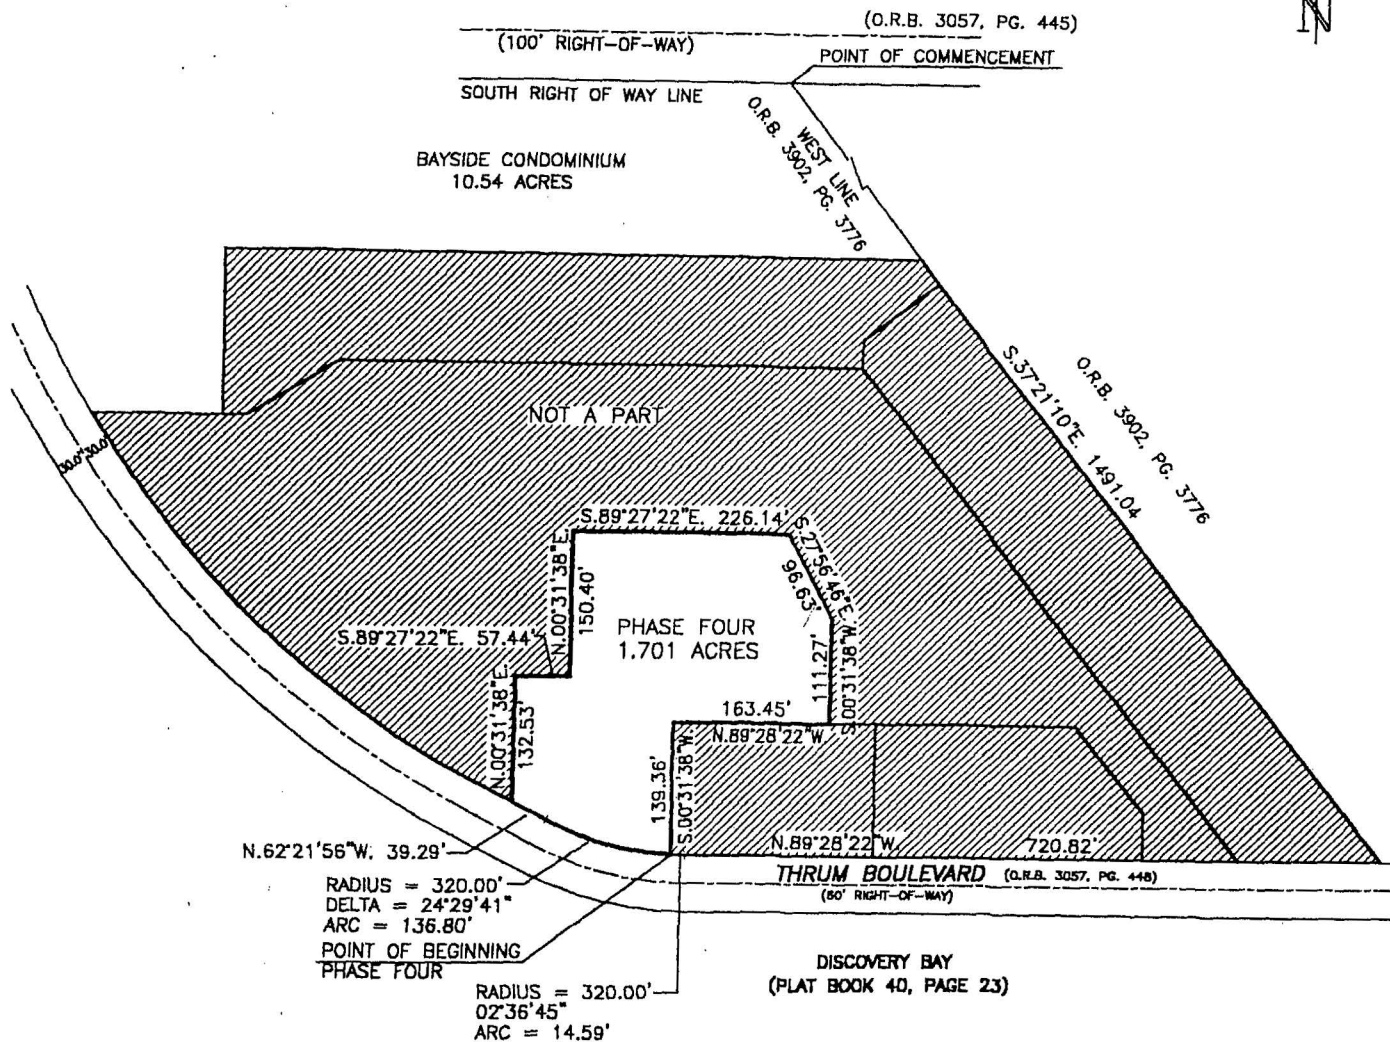 N
(O.R.B. 3057, PG. 445)
(100' RIGHT-OF-WAY)
POINT OF COMMENCEMENT
SOUTH RIGHT OF WAY LINE
WEST LINE
O.R.B. 3902, PG. 3776
BAYSIDE CONDOMINIUM
10.54 ACRES
S.37°21'10"E. 1491.04
O.R.B. 3902, PG. 3776
NOT A PART
30.0' 30.0'
S.89°27'22"E. 226.14'
S.27°56'46"E.
96.63'
N.00°31'38"E.
150.40'
PHASE FOUR
1.701 ACRES
S.89°27'22"E. 57.44'
111.27'
S.00°31'38"W.
N.00°31'38"E.
132.53'
163.45'
N.89°28'22"W.
139.36'
S.00°31'38"W.
N.62°21'56"W. 39.29'
N.89°28'22"W. 720.82'
THRUM BOULEVARD (O.R.B. 3057, PG. 448)
(60' RIGHT-OF-WAY)
RADIUS = 320.00'
DELTA = 24°29'41"
ARC = 136.80'
POINT OF BEGINNING
PHASE FOUR
DISCOVERY BAY
(PLAT BOOK 40, PAGE 23)
RADIUS = 320.00'
02°36'45"
ARC = 14.59'